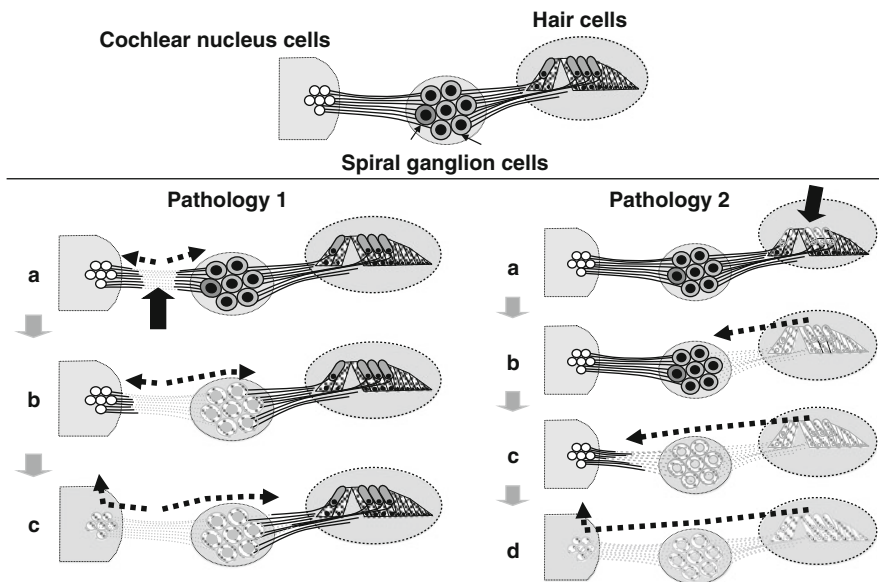 Hair cells
Cochlear nucleus cells
Spiral ganglion cells
Pathology 1
a
b
c
Pathology 2
a
b
c
d